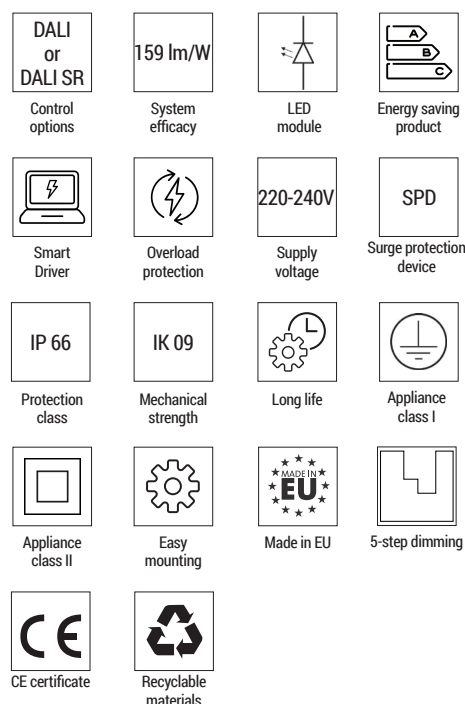 DALI
or
DALI SR
Control
options
159 lm/W
System
efficacy
LED
module
A
B
C
Energy saving
product
Smart
Driver
Overload
protection
220-240V
Supply
voltage
SPD
Surge protection
device
IP 66
Protection
class
IK 09
Mechanical
strength
Long life
Appliance
class I
Appliance
class II
Easy
mounting
MADE IN
EU
Made in EU
5-step dimming
CE
CE certificate
Recyclable
materials